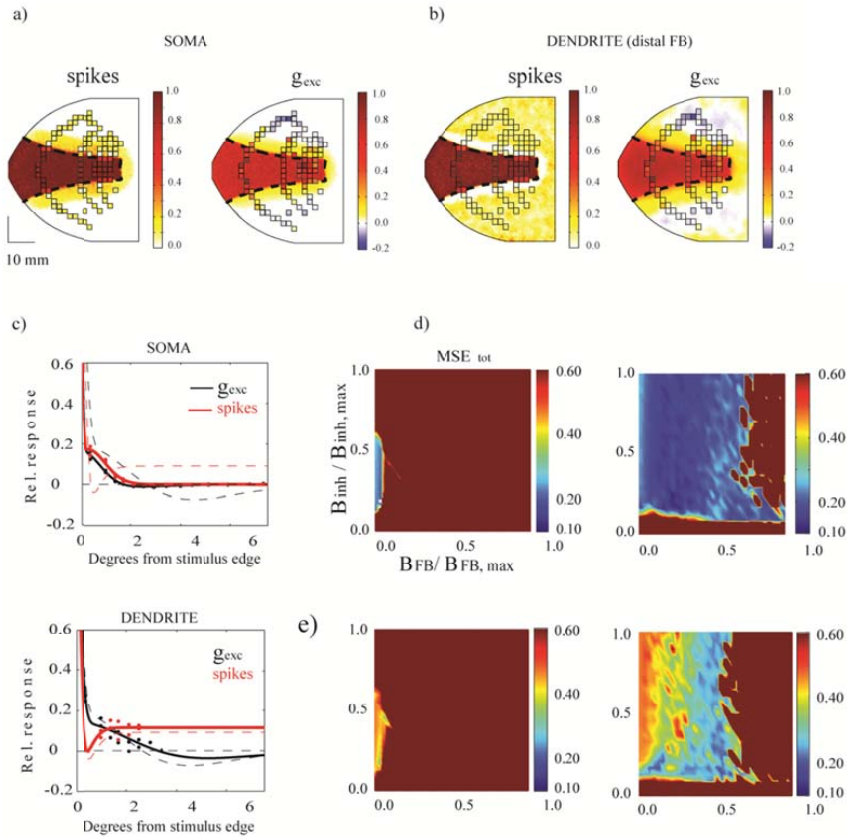 a)
b)
SOMA
DENDRITE (distal FB)
spikes
gexc
spikes
gexc
1.0
0.8
0.6
0.4
0.2
0.0
1.0
0.8
0.6
0.4
0.2
0.0
-0.2
1.0
0.8
0.6
0.4
0.2
0.0
1.0
0.8
0.6
0.4
0.2
0.0
-0.2
10 mm
c)
d)
SOMA
MSE tot
0.6
0.4
0.2
0
-0.2
Rel. response
gexc
spikes
0 2 4 6
Degrees from stimulus edge
1.0
0.5
0.0
Binh / Binh, max
0.0 0.5 1.0
BFB/ BFB, max
0.60
0.40
0.20
0.10
1.0
0.5
0.0
0.0 0.5 1.0
0.60
0.40
0.20
0.10
DENDRITE
e)
0.6
0.4
0.2
0
-0.2
Rel. response
gexc
spikes
0 2 4 6
Degrees from stimulus edge
1.0
0.5
0.0
0.0 0.5 1.0
0.60
0.40
0.20
0.10
1.0
0.5
0.0
0.0 0.5 1.0
0.60
0.40
0.20
0.10